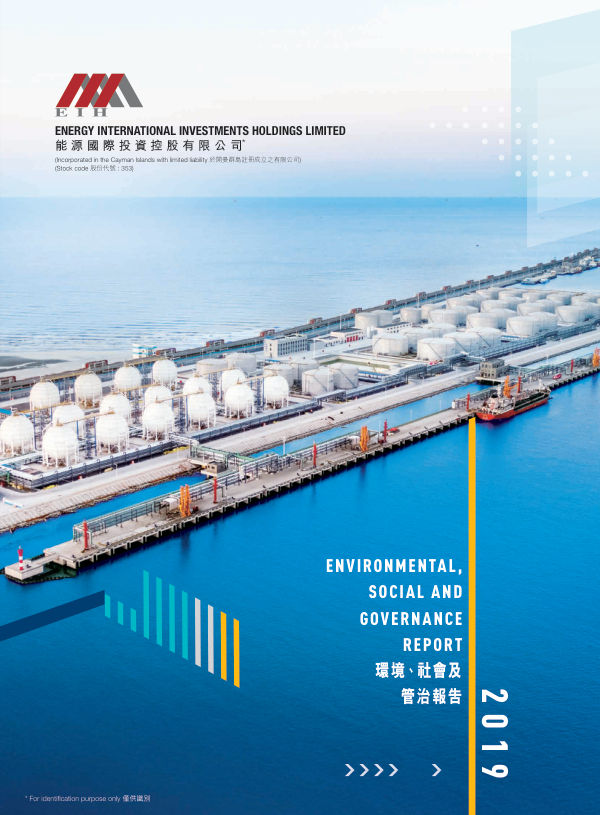 EIH
ENERGY INTERNATIONAL INVESTMENTS HOLDINGS LIMITED
能源國際投資控股有限公司*
(Incorporated in the Cayman Islands with limited liability 於開曼群島註冊成立之有限公司)
(Stock code 股份代號 : 353)
ENVIRONMENTAL,
SOCIAL AND
GOVERNANCE
REPORT
環境、社會及
管治報告
2019
* For identification purpose only 僅供識別